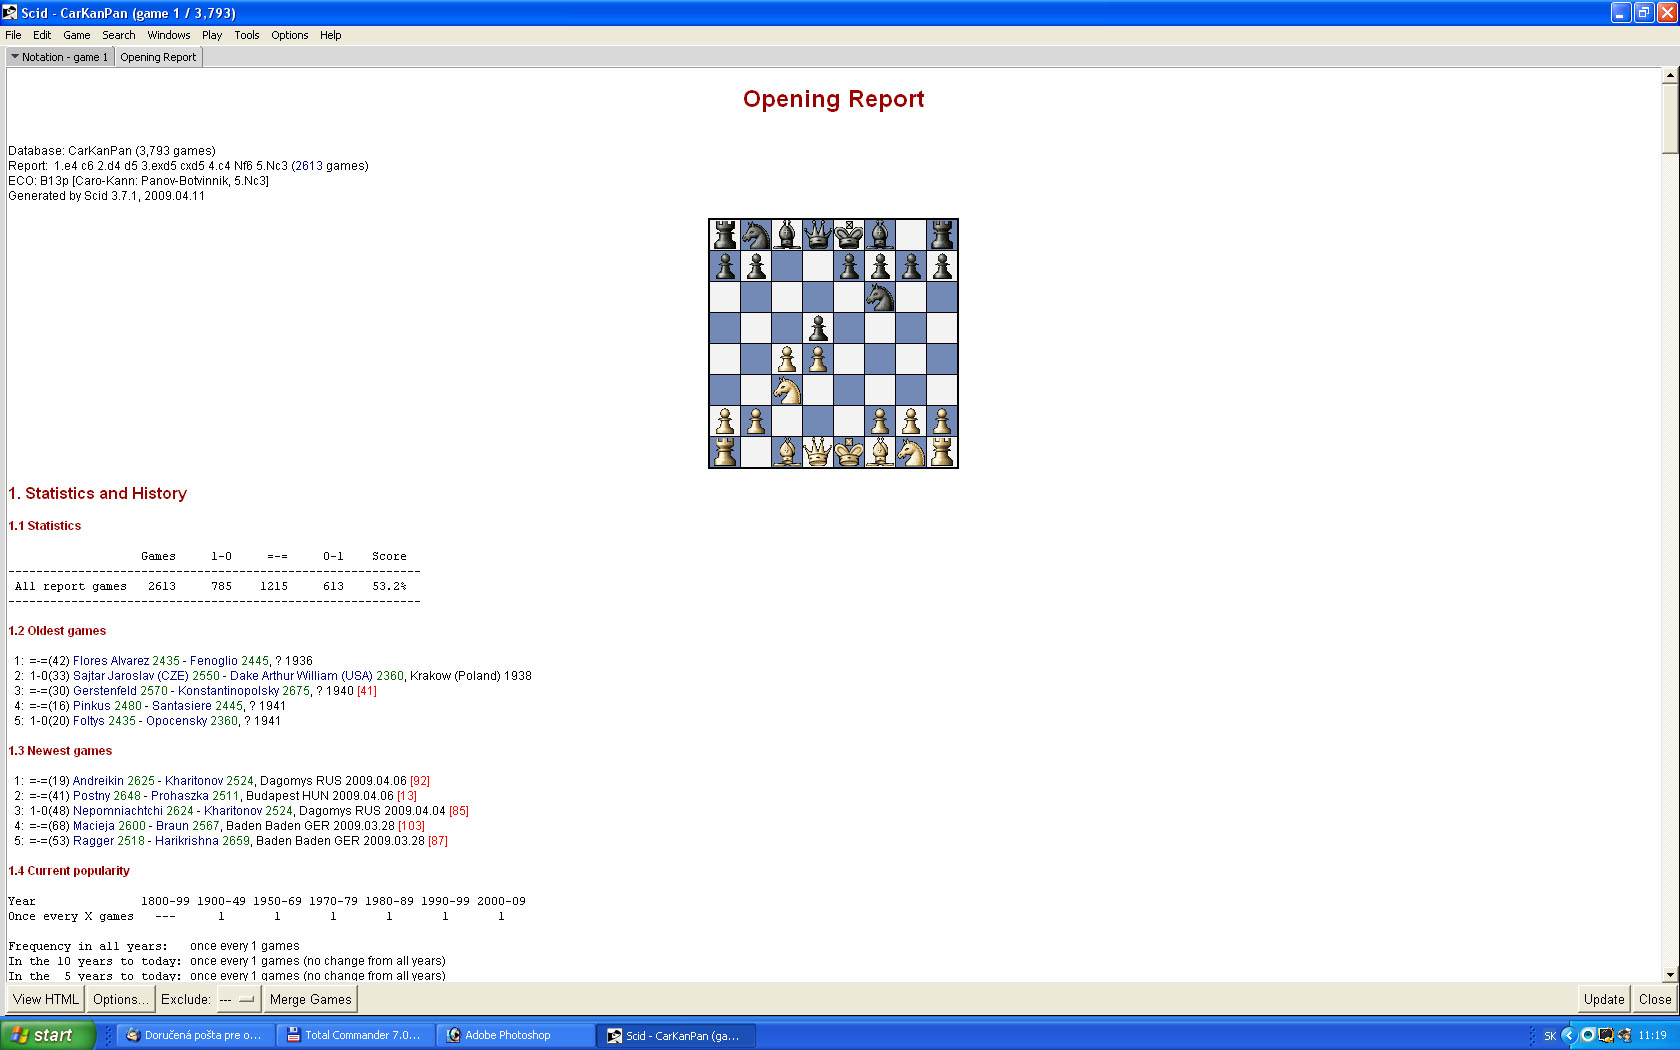 Scid - CarKanPan (game 1 / 3,793)
File Edit Game Search Windows Play Tools Options Help
Notation - game 1 Opening Report
Opening Report
Database: CarKanPan (3,793 games)
Report: 1.e4 c6 2.d4 d5 3.exd5 cxd5 4.c4 Nf6 5.Nc3 (2613 games)
ECO: B13p [Caro-Kann: Panov-Botvinnik, 5.Nc3]
Generated by Scid 3.7.1, 2009.04.11
1. Statistics and History
1.1 Statistics
Games 1-0 =-= 0-1 Score
------------------------------------------------------------
All report games 2613 785 1215 613 53.2%
------------------------------------------------------------
1.2 Oldest games
1: =-=(42) Flores Alvarez 2435 - Fenoglio 2445, ? 1936
2: 1-0(33) Sajtar Jaroslav (CZE) 2550 - Dake Arthur William (USA) 2360, Krakow (Poland) 1938
3: =-=(30) Gerstenfeld 2570 - Konstantinopolsky 2675, ? 1940 [41]
4: =-=(16) Pinkus 2480 - Santasiere 2445, ? 1941
5: 1-0(20) Foltys 2435 - Opocensky 2360, ? 1941
1.3 Newest games
1: =-=(19) Andreikin 2625 - Kharitonov 2524, Dagomys RUS 2009.04.06 [92]
2: =-=(41) Postny 2648 - Prohaszka 2511, Budapest HUN 2009.04.06 [13]
3: 1-0(48) Nepomniachtchi 2624 - Kharitonov 2524, Dagomys RUS 2009.04.04 [85]
4: =-=(68) Macieja 2600 - Braun 2567, Baden Baden GER 2009.03.28 [103]
5: =-=(53) Ragger 2518 - Harikrishna 2659, Baden Baden GER 2009.03.28 [87]
1.4 Current popularity
Year 1800-99 1900-49 1950-69 1970-79 1980-89 1990-99 2000-09
Once every X games --- 1 1 1 1 1 1
Frequency in all years: once every 1 games
In the 10 years to today: once every 1 games (no change from all years)
In the 5 years to today: once every 1 games (no change from all years)
View HTML Options... Exclude: --- Merge Games Update Close
start Doručená pošta pre o... Total Commander 7.0... Adobe Photoshop Scid - CarKanPan (ga... SK 11:19